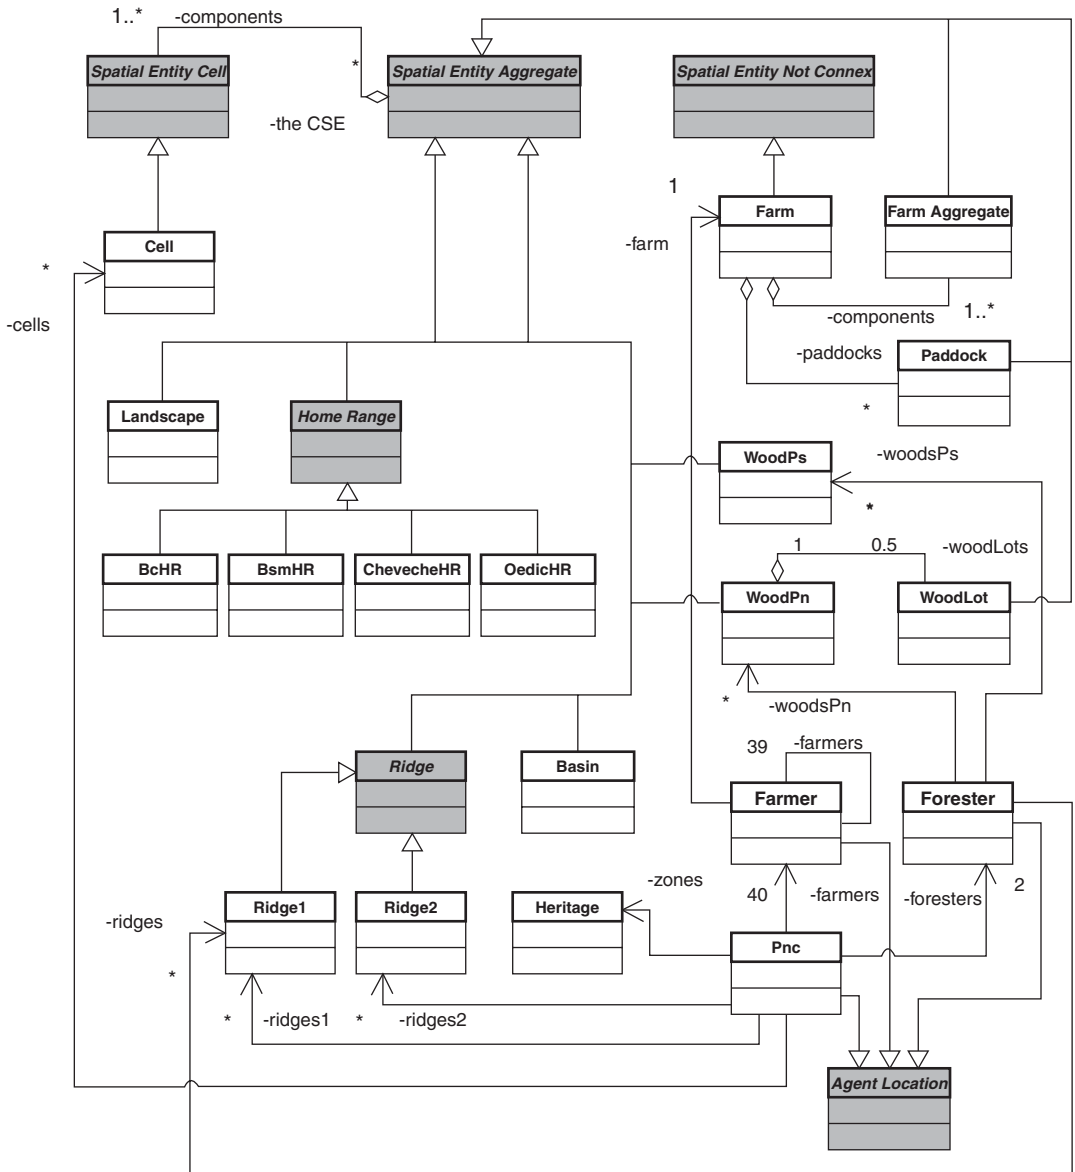 1..*
-components
Spatial Entity Cell
*
Spatial Entity Aggregate
Spatial Entity Not Connex
-the CSE
1
Farm
Farm Aggregate
-farm
Cell
*
-cells
-components
1..*
-paddocks
Paddock
*
Landscape
Home Range
WoodPs
-woodsPs
*
1
0.5
-woodLots
BcHR
BsmHR
ChevecheHR
OedicHR
WoodPn
WoodLot
*
-woodsPn
39
-farmers
Ridge
Basin
Farmer
Forester
-zones
40
-farmers
-foresters
2
-ridges
Ridge1
Ridge2
Heritage
Pnc
*
*
-ridges1
*
-ridges2
Agent Location